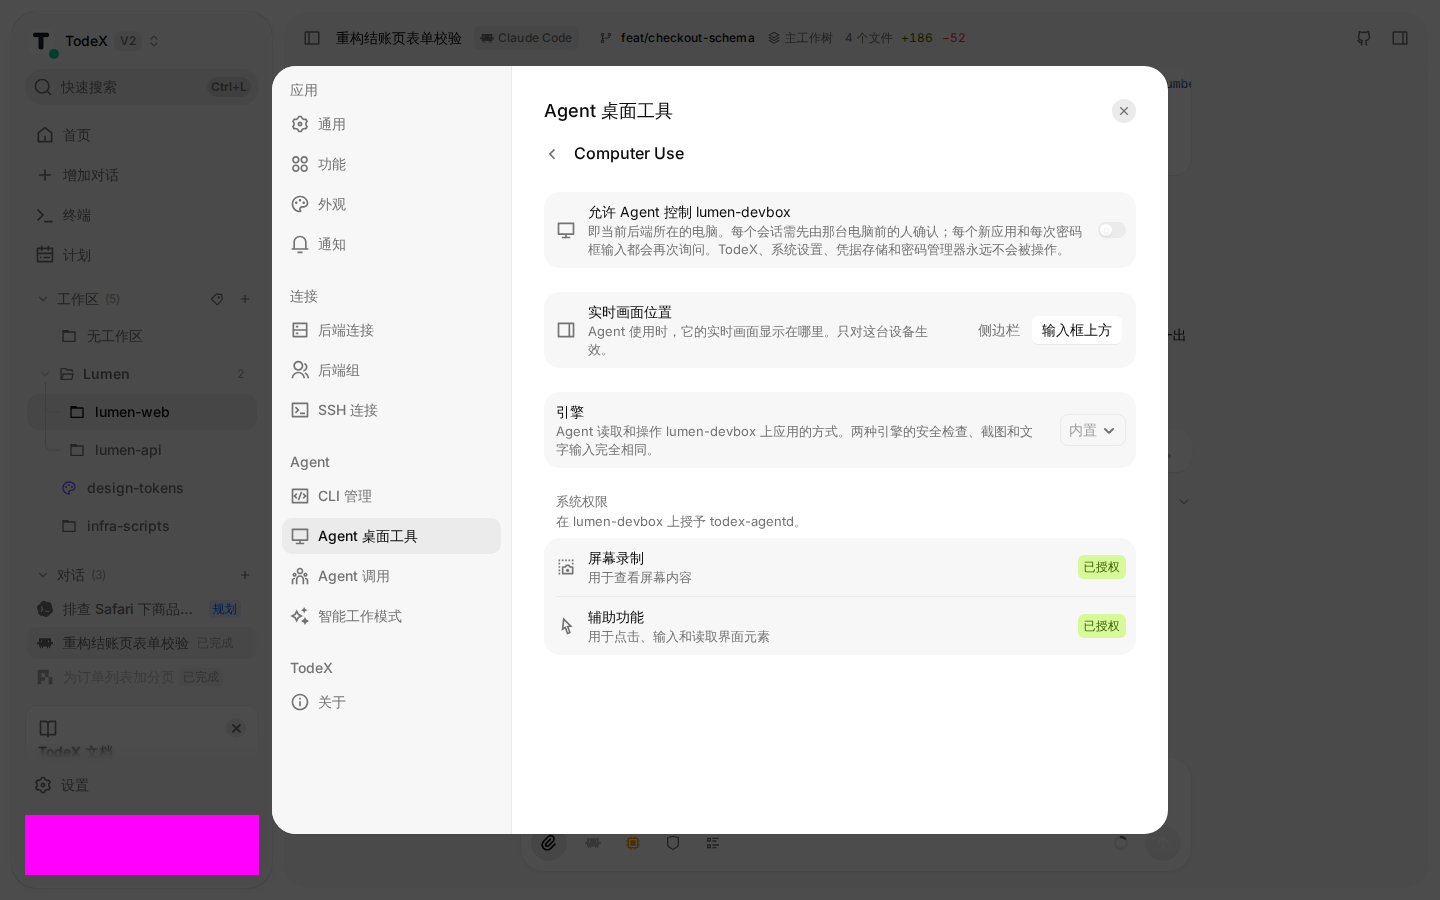 TodeX V2
快速搜索 Ctrl+L
首页
增加对话
终端
计划
工作区 (5)
无工作区
Lumen 2
lumen-web
lumen-api
design-tokens
infra-scripts
对话 (3)
排查 Safari 下商品... 规划
重构结账页表单校验 已完成
为订单列表加分页 已完成
TodeX 文档
设置
重构结账页表单校验 Claude Code feat/checkout-schema 主工作树 4 个文件 +186 −52
应用
通用
功能
外观
通知
连接
后端连接
后端组
SSH 连接
Agent
CLI 管理
Agent 桌面工具
Agent 调用
智能工作模式
TodeX
关于
Agent 桌面工具
Computer Use
允许 Agent 控制 lumen-devbox
即当前后端所在的电脑。每个会话需先由那台电脑前的人确认；每个新应用和每次密码
框输入都会再次询问。TodeX、系统设置、凭据存储和密码管理器永远不会被操作。
实时画面位置
Agent 使用时，它的实时画面显示在哪里。只对这台设备生
效。
侧边栏 输入框上方
引擎
Agent 读取和操作 lumen-devbox 上应用的方式。两种引擎的安全检查、截图和文
字输入完全相同。
内置
系统权限
在 lumen-devbox 上授予 todex-agentd。
屏幕录制
用于查看屏幕内容
已授权
辅助功能
用于点击、输入和读取界面元素
已授权